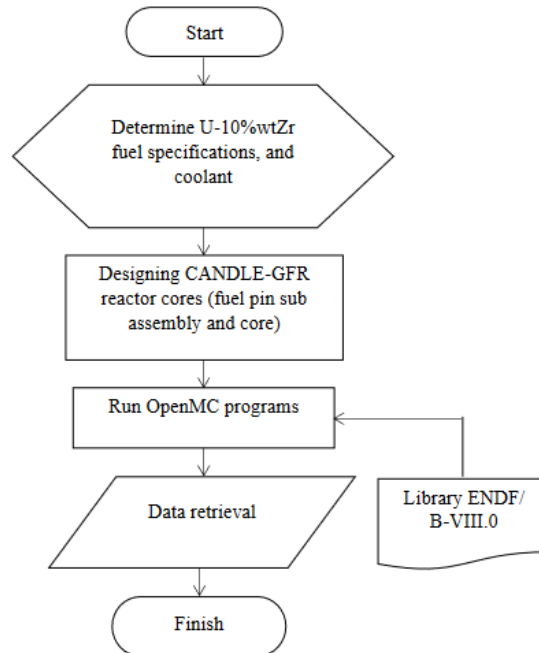 Start
Determine U-10%wtZr
fuel specifications, and
coolant
Designing CANDLE-GFR
reactor cores (fuel pin sub
assembly and core)
Run OpenMC programs
Data retrieval
Library ENDF/
B-VIII.0
Finish